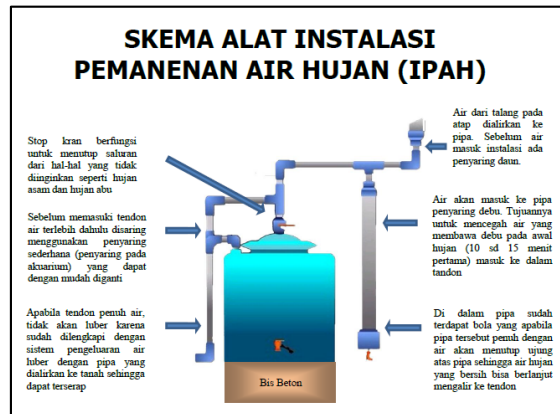 SKEMA ALAT INSTALASI
PEMANENAN AIR HUJAN (IPAH)
Stop kran berfungsi
untuk menutup saluran
dari hal-hal yang tidak
diinginkan seperti hujan
asam dan hujan abu
Sebelum memasuki tendon
air terlebih dahulu disaring
menggunakan penyaring
sederhana (penyaring pada
akuarium) yang dapat
dengan mudah diganti
Apabila tendon penuh air,
tidak akan luber karena
sudah dilengkapi dengan
sistem pengeluaran air
luber dengan pipa yang
dialirkan ke tanah sehingga
dapat terserap
Air dari talang pada
atap dialirkan ke
pipa. Sebelum air
masuk instalasi ada
penyaring daun.
Air akan masuk ke pipa
penyaring debu. Tujuannya
untuk mencegah air yang
membawa debu pada awal
hujan (10 sd 15 menit
pertama) masuk ke dalam
tandon
Di dalam pipa sudah
terdapat bola yang apabila
pipa tersebut penuh dengan
air akan menutup ujung
atas pipa sehingga air hujan
yang bersih bisa berlanjut
mengalir ke tendon
Bis Beton